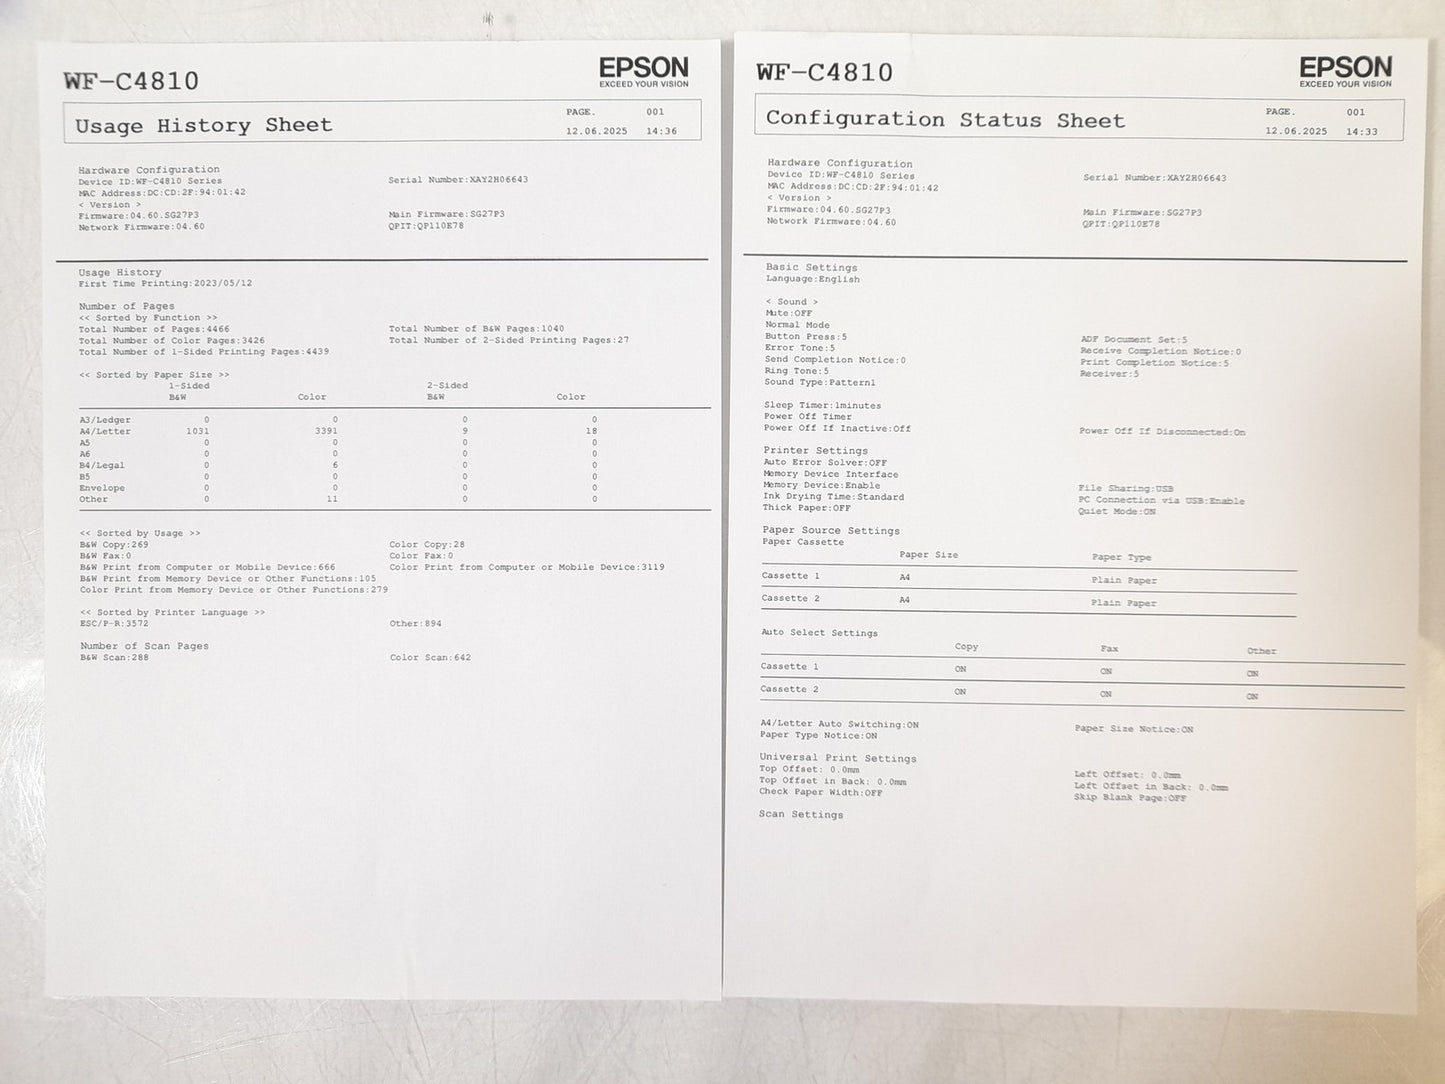 WF-C4810
EPSON
EXCEED YOUR VISION
Usage History Sheet
PAGE. 001
12.06.2025 14:36
Hardware Configuration
Device ID:WF-C4810 Series
Serial Number:XAY2H06643
MAC Address:DC:CD:2F:94:01:42
< Version >
Firmware:04.60.SG27P3
Main Firmware:SG27P3
Network Firmware:04.60
QPIT:QP110E78
Usage History
First Time Printing:2023/05/12
Number of Pages
<< Sorted by Function >>
Total Number of Pages:4466
Total Number of B&W Pages:1040
Total Number of Color Pages:3426
Total Number of 2-Sided Printing Pages:27
Total Number of 1-Sided Printing Pages:4439
<< Sorted by Paper Size >>
1-Sided 2-Sided
B&W Color B&W Color
A3/Ledger 0 0 0 0
A4/Letter 1031 3391 9 18
A5 0 0 0 0
A6 0 0 0 0
B4/Legal 0 6 0 0
B5 0 0 0 0
Envelope 0 0 0 0
Other 0 11 0 0
<< Sorted by Usage >>
B&W Copy:269
Color Copy:28
B&W Fax:0
Color Fax:0
B&W Print from Computer or Mobile Device:666
Color Print from Computer or Mobile Device:3119
B&W Print from Memory Device or Other Functions:105
Color Print from Memory Device or Other Functions:279
<< Sorted by Printer Language >>
ESC/P-R:3572
Other:894
Number of Scan Pages
B&W Scan:288
Color Scan:642
WF-C4810
EPSON
EXCEED YOUR VISION
Configuration Status Sheet
PAGE. 001
12.06.2025 14:33
Hardware Configuration
Device ID:WF-C4810 Series
Serial Number:XAY2H06643
MAC Address:DC:CD:2F:94:01:42
< Version >
Firmware:04.60.SG27P3
Main Firmware:SG27P3
Network Firmware:04.60
QPIT:QP110E78
Basic Settings
Language:English
< Sound >
Mute:OFF
Normal Mode
Button Press:5
ADF Document Set:5
Error Tone:5
Receive Completion Notice:0
Send Completion Notice:0
Print Completion Notice:5
Ring Tone:5
Receiver:5
Sound Type:Pattern1
Sleep Timer:1minutes
Power Off Timer
Power Off If Inactive:Off
Power Off If Disconnected:On
Printer Settings
Auto Error Solver:OFF
Memory Device Interface
Memory Device:Enable
File Sharing:USB
Ink Drying Time:Standard
PC Connection via USB:Enable
Thick Paper:OFF
Quiet Mode:ON
Paper Source Settings
Paper Cassette
Paper Size Paper Type
Cassette 1 A4 Plain Paper
Cassette 2 A4 Plain Paper
Auto Select Settings
Copy Fax Other
Cassette 1 ON ON ON
Cassette 2 ON ON ON
A4/Letter Auto Switching:ON
Paper Size Notice:ON
Paper Type Notice:ON
Universal Print Settings
Top Offset: 0.0mm
Left Offset: 0.0mm
Top Offset in Back: 0.0mm
Left Offset in Back: 0.0mm
Check Paper Width:OFF
Skip Blank Page:OFF
Scan Settings